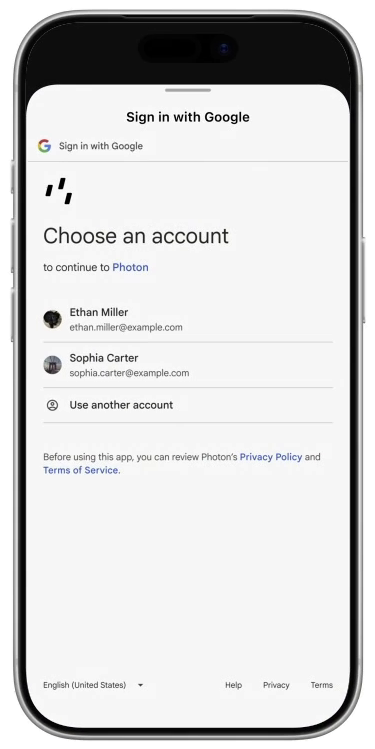 Sign in with Google
Sign in with Google
Choose an account
to continue to Photon
Ethan Miller
ethan.miller@example.com
Sophia Carter
sophia.carter@example.com
Use another account
Before using this app, you can review Photon's Privacy Policy and
Terms of Service.
English (United States) Help Privacy Terms